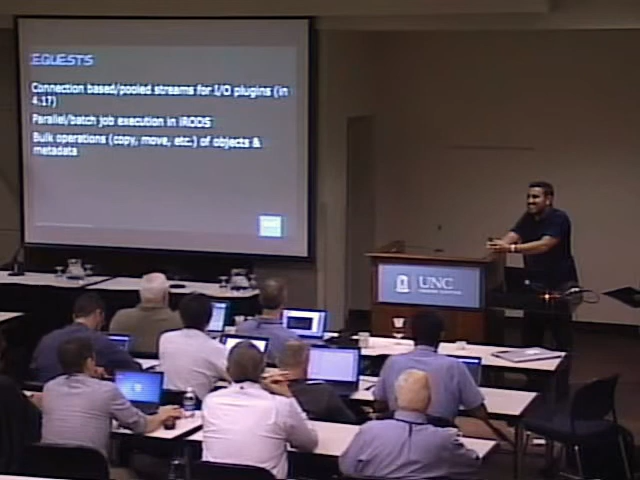 EQUESTS
Connection based/pooled streams for I/O plugins (in
4.1?)
Parallel/batch job execution in iRODS
Bulk operations (copy, move, etc.) of objects &
metadata
UNC